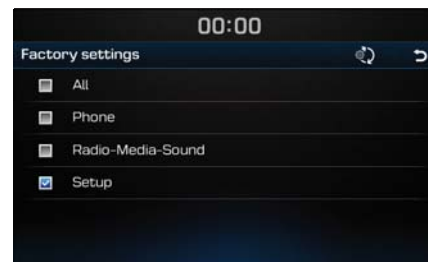 00:00
Factory settings
All
Phone
Radio-Media-Sound
Setup